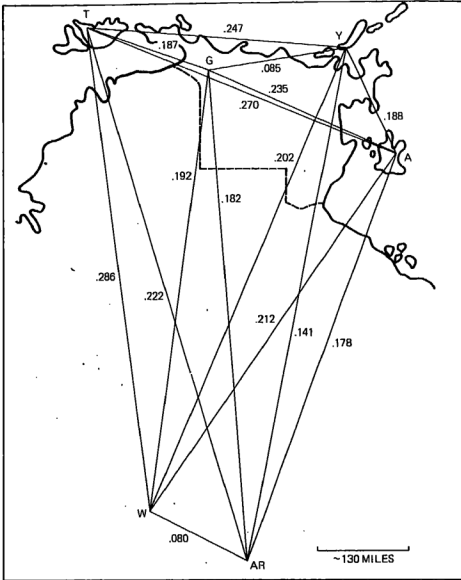 T
.247
Y
.187
G
.085
.235
.270
.188
A
.202
.192
.182
.286
.222
.212
.141
.178
W
.080
AR
~130 MILES